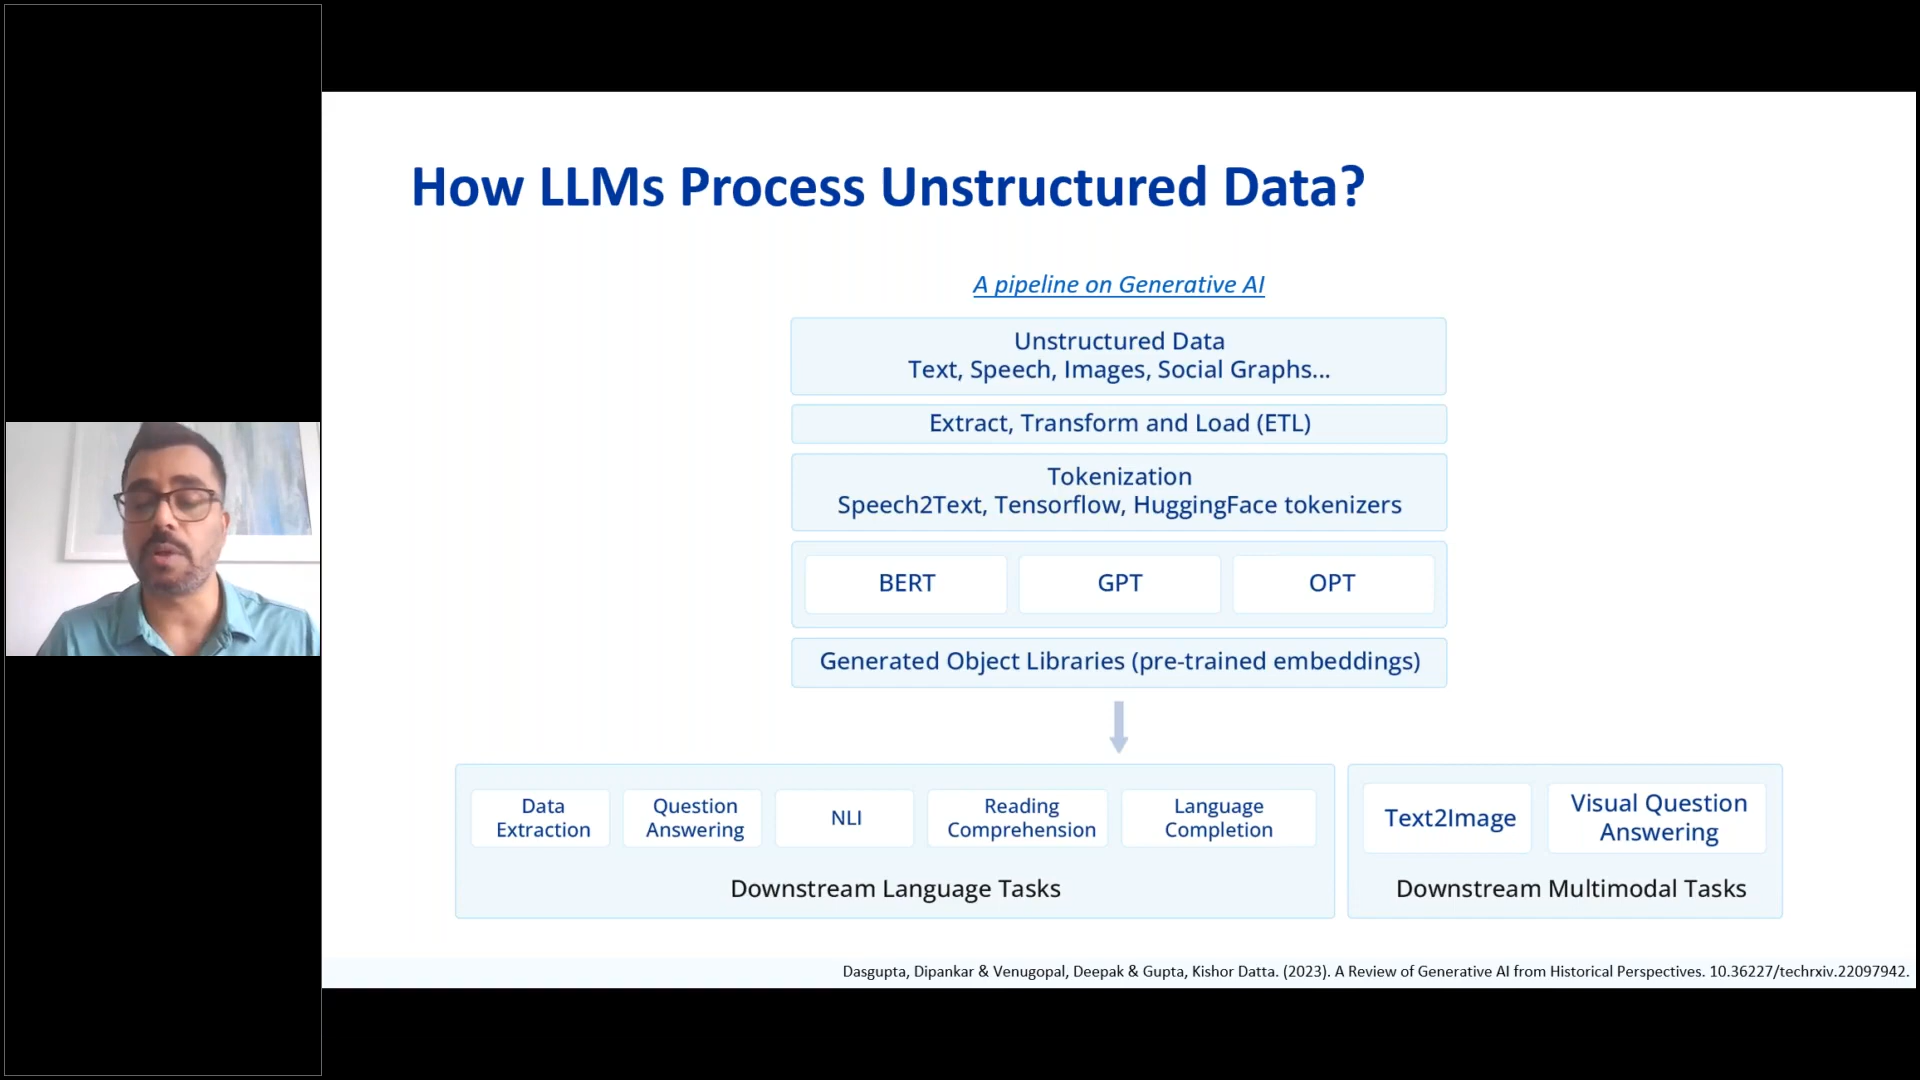 How LLMs Process Unstructured Data?
A pipeline on Generative AI
Unstructured Data
Text, Speech, Images, Social Graphs...
Extract, Transform and Load (ETL)
Tokenization
Speech2Text, Tensorflow, HuggingFace tokenizers
BERT
GPT
OPT
Generated Object Libraries (pre-trained embeddings)
Data
Extraction
Question
Answering
NLI
Reading
Comprehension
Language
Completion
Downstream Language Tasks
Text2Image
Visual Question
Answering
Downstream Multimodal Tasks
Dasgupta, Dipankar & Venugopal, Deepak & Gupta, Kishor Datta. (2023). A Review of Generative AI from Historical Perspectives. 10.36227/techrxiv.22097942.